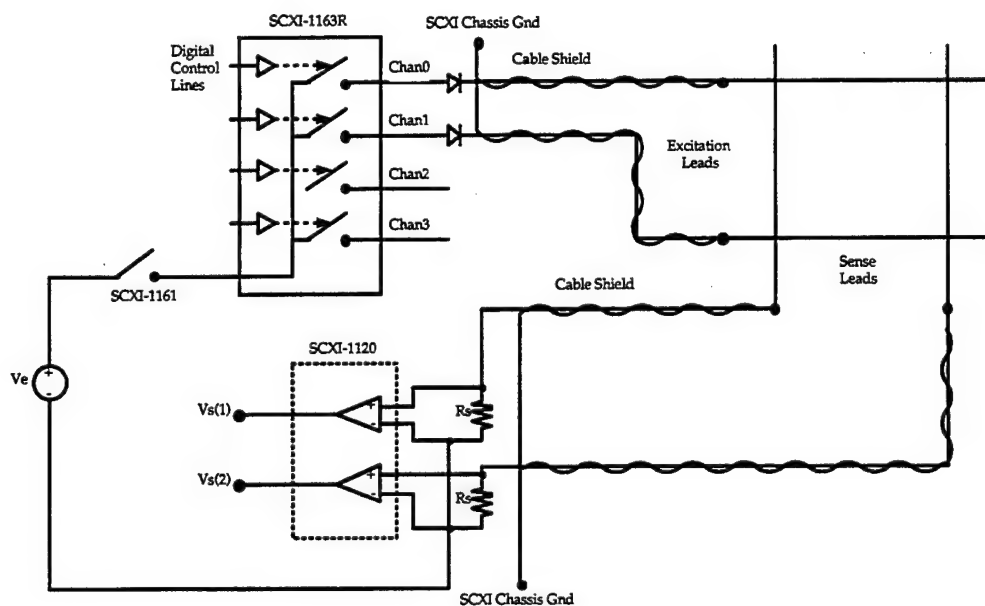 SCXI-1163R
SCXI Chassis Gnd
Digital
Control
Lines
Cable Shield
Chan0
Chan1
Chan2
Chan3
Excitation
Leads
Sense
Leads
SCXI-1161
Cable Shield
SCXI-1120
Ve
+
-
Vs(1)
+
-
Rs
Vs(2)
+
-
Rs
SCXI Chassis Gnd